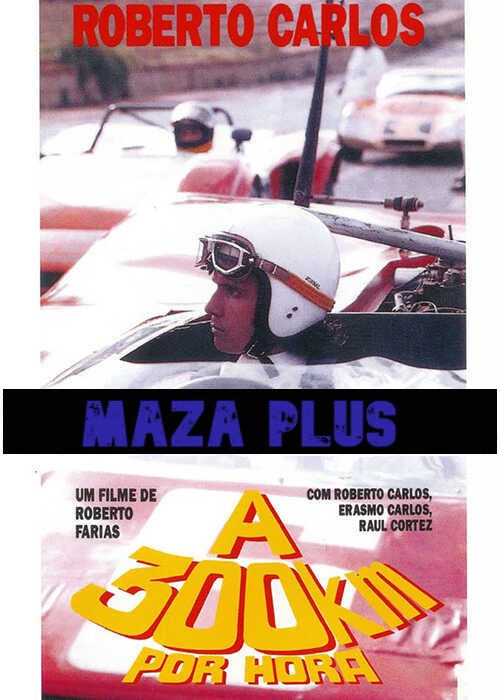 ROBERTO CARLOS
MAZA PLUS
UM FILME DE
ROBERTO
FARIAS
COM ROBERTO CARLOS,
ERASMO CARLOS,
RAUL CORTEZ
A
300KM
POR HORA